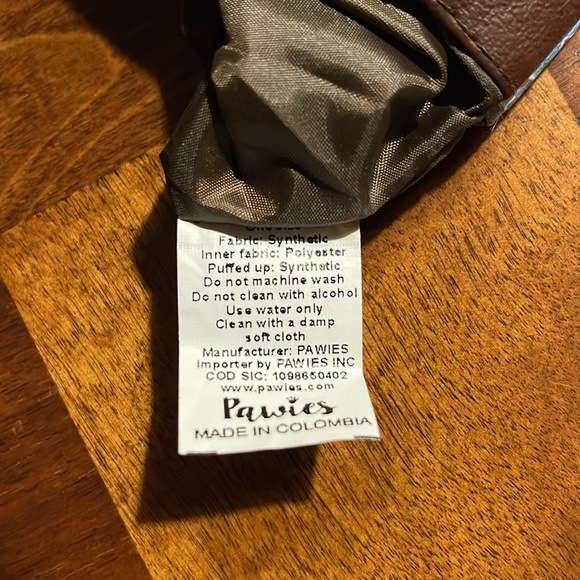 One Size
Fabric: Synthetic
Inner fabric: Polyester
Puffed up: Synthetic
Do not machine wash
Do not clean with alcohol
Use water only
Clean with a damp
soft cloth
Manufacturer: PAWIES
Importer by PAWIES INC
COD SIC: 1098650402
www.pawies.com
Pawies
MADE IN COLOMBIA